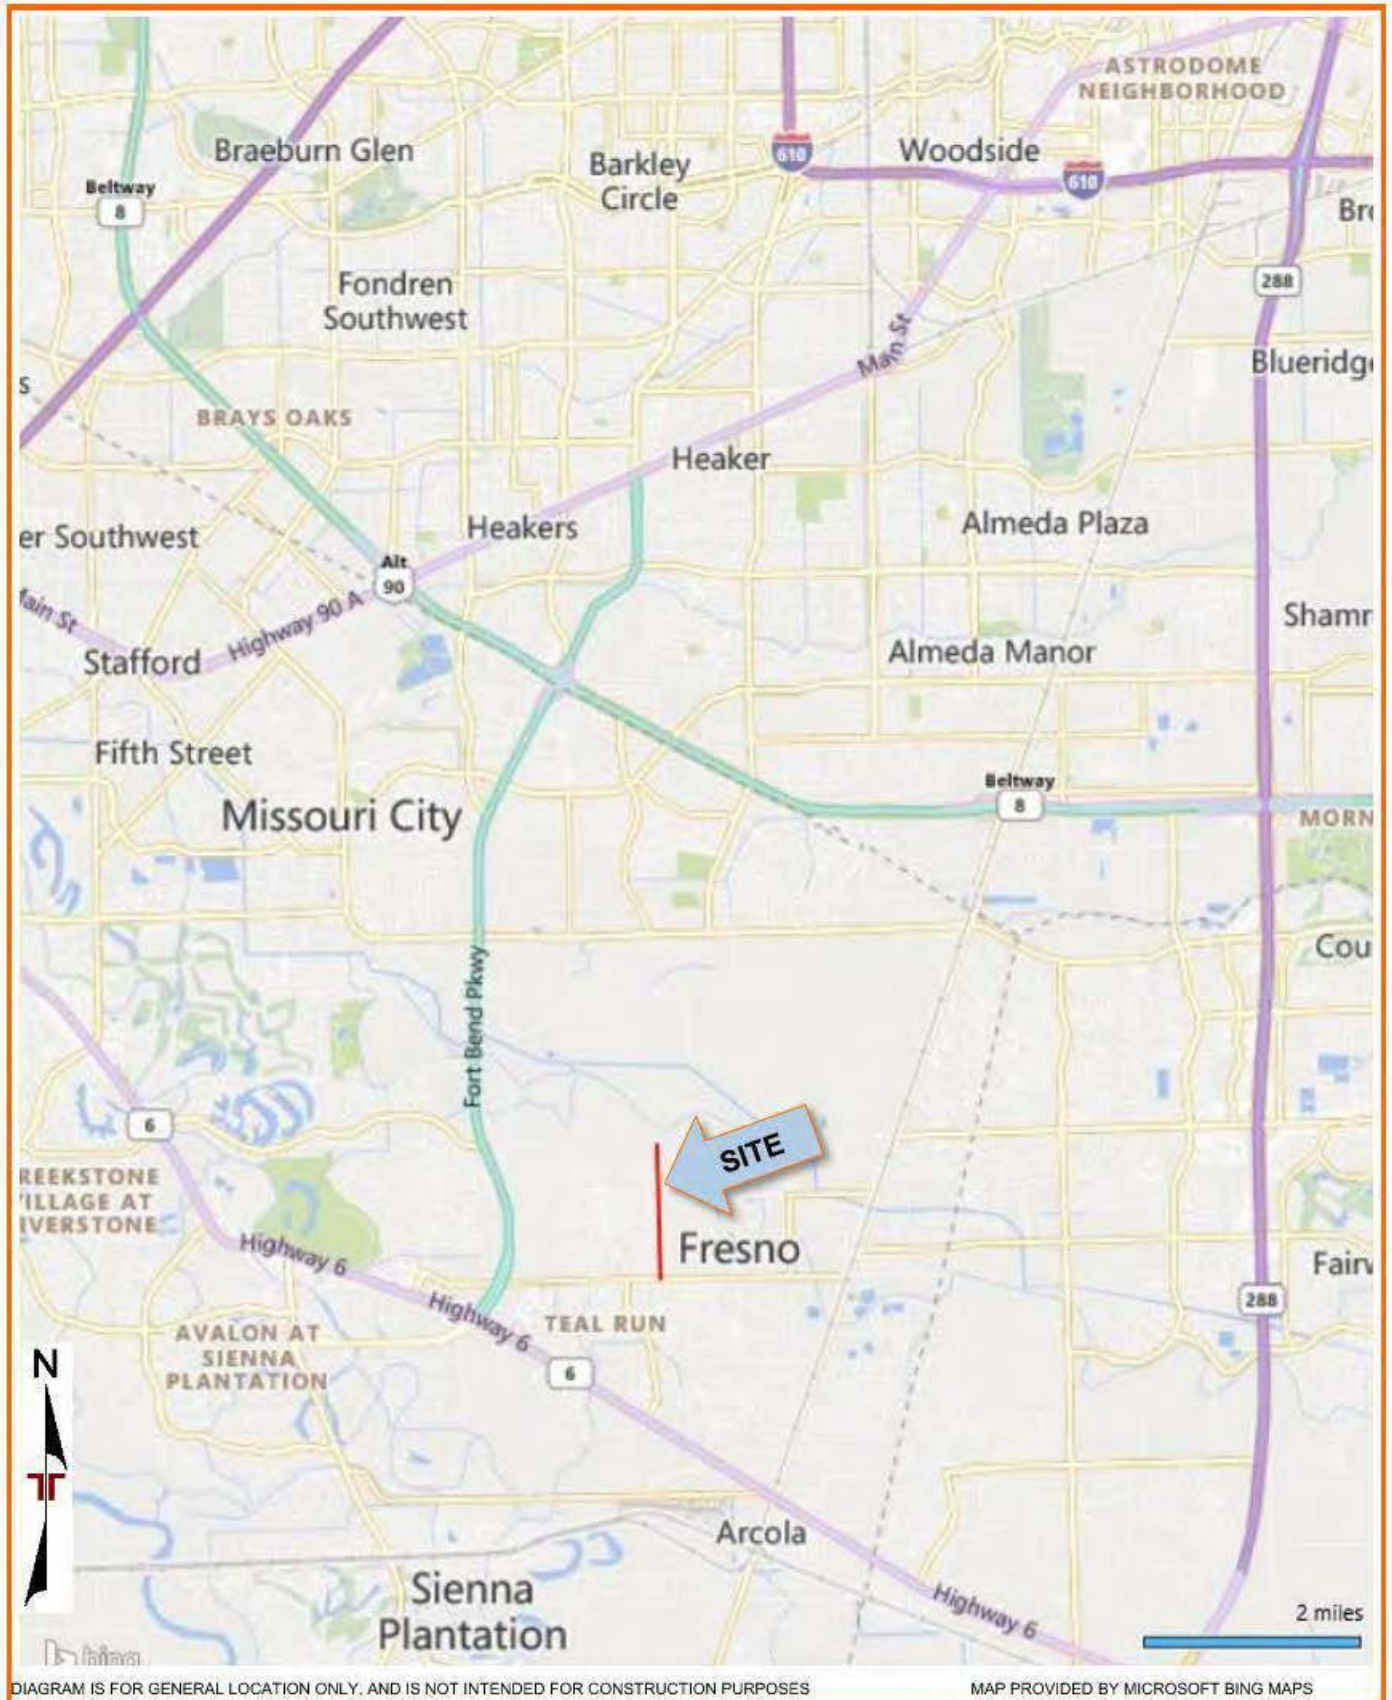 ASTRODOME
NEIGHBORHOOD
Braeburn Glen
Barkley
Circle
610
Woodside
610
Beltway
8
Bro
Fondren
Southwest
288
Main St
Blueridge
s
BRAYS OAKS
Heaker
Heakers
Almeda Plaza
er Southwest
Alt
90
Main St
Highway 90 A
Shamr
Stafford
Almeda Manor
Fifth Street
Beltway
8
Missouri City
MORN
Cou
Fort Bend Pkwy
6
SITE
REEKSTONE
ILLAGE AT
IVERSTONE
Highway 6
Fresno
Fairv
288
Highway 6
TEAL RUN
AVALON AT
SIENNA
PLANTATION
N
6
Arcola
Sienna
Plantation
Highway 6
2 miles
bing
DIAGRAM IS FOR GENERAL LOCATION ONLY, AND IS NOT INTENDED FOR CONSTRUCTION PURPOSES
MAP PROVIDED BY MICROSOFT BING MAPS